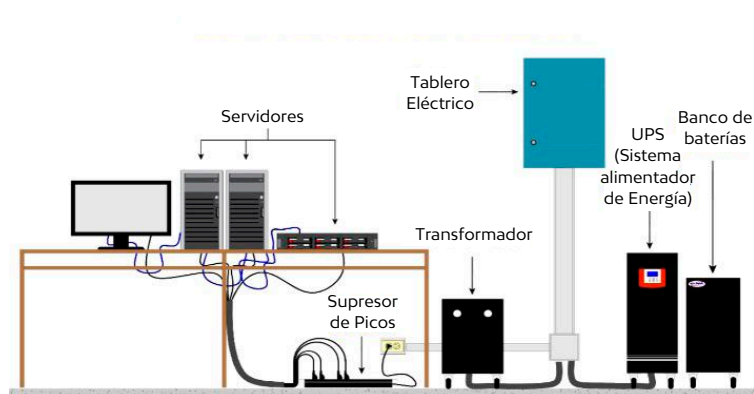 Servidores
Tablero
Eléctrico
UPS
(Sistema
alimentador
de Energía)
Banco de
baterías
Transformador
Supresor
de Picos